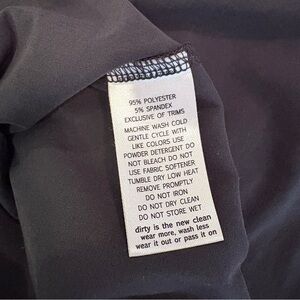 95% POLYESTER
5% SPANDEX
EXCLUSIVE OF TRIMS
MACHINE WASH COLD
GENTLE CYCLE WITH
LIKE COLORS USE
POWDER DETERGENT DO
NOT BLEACH DO NOT
USE FABRIC SOFTENER
TUMBLE DRY LOW HEAT
REMOVE PROMPTLY
DO NOT IRON
DO NOT DRY CLEAN
DO NOT STORE WET
dirty is the new clean
wear more, wash less
wear it out or pass it on